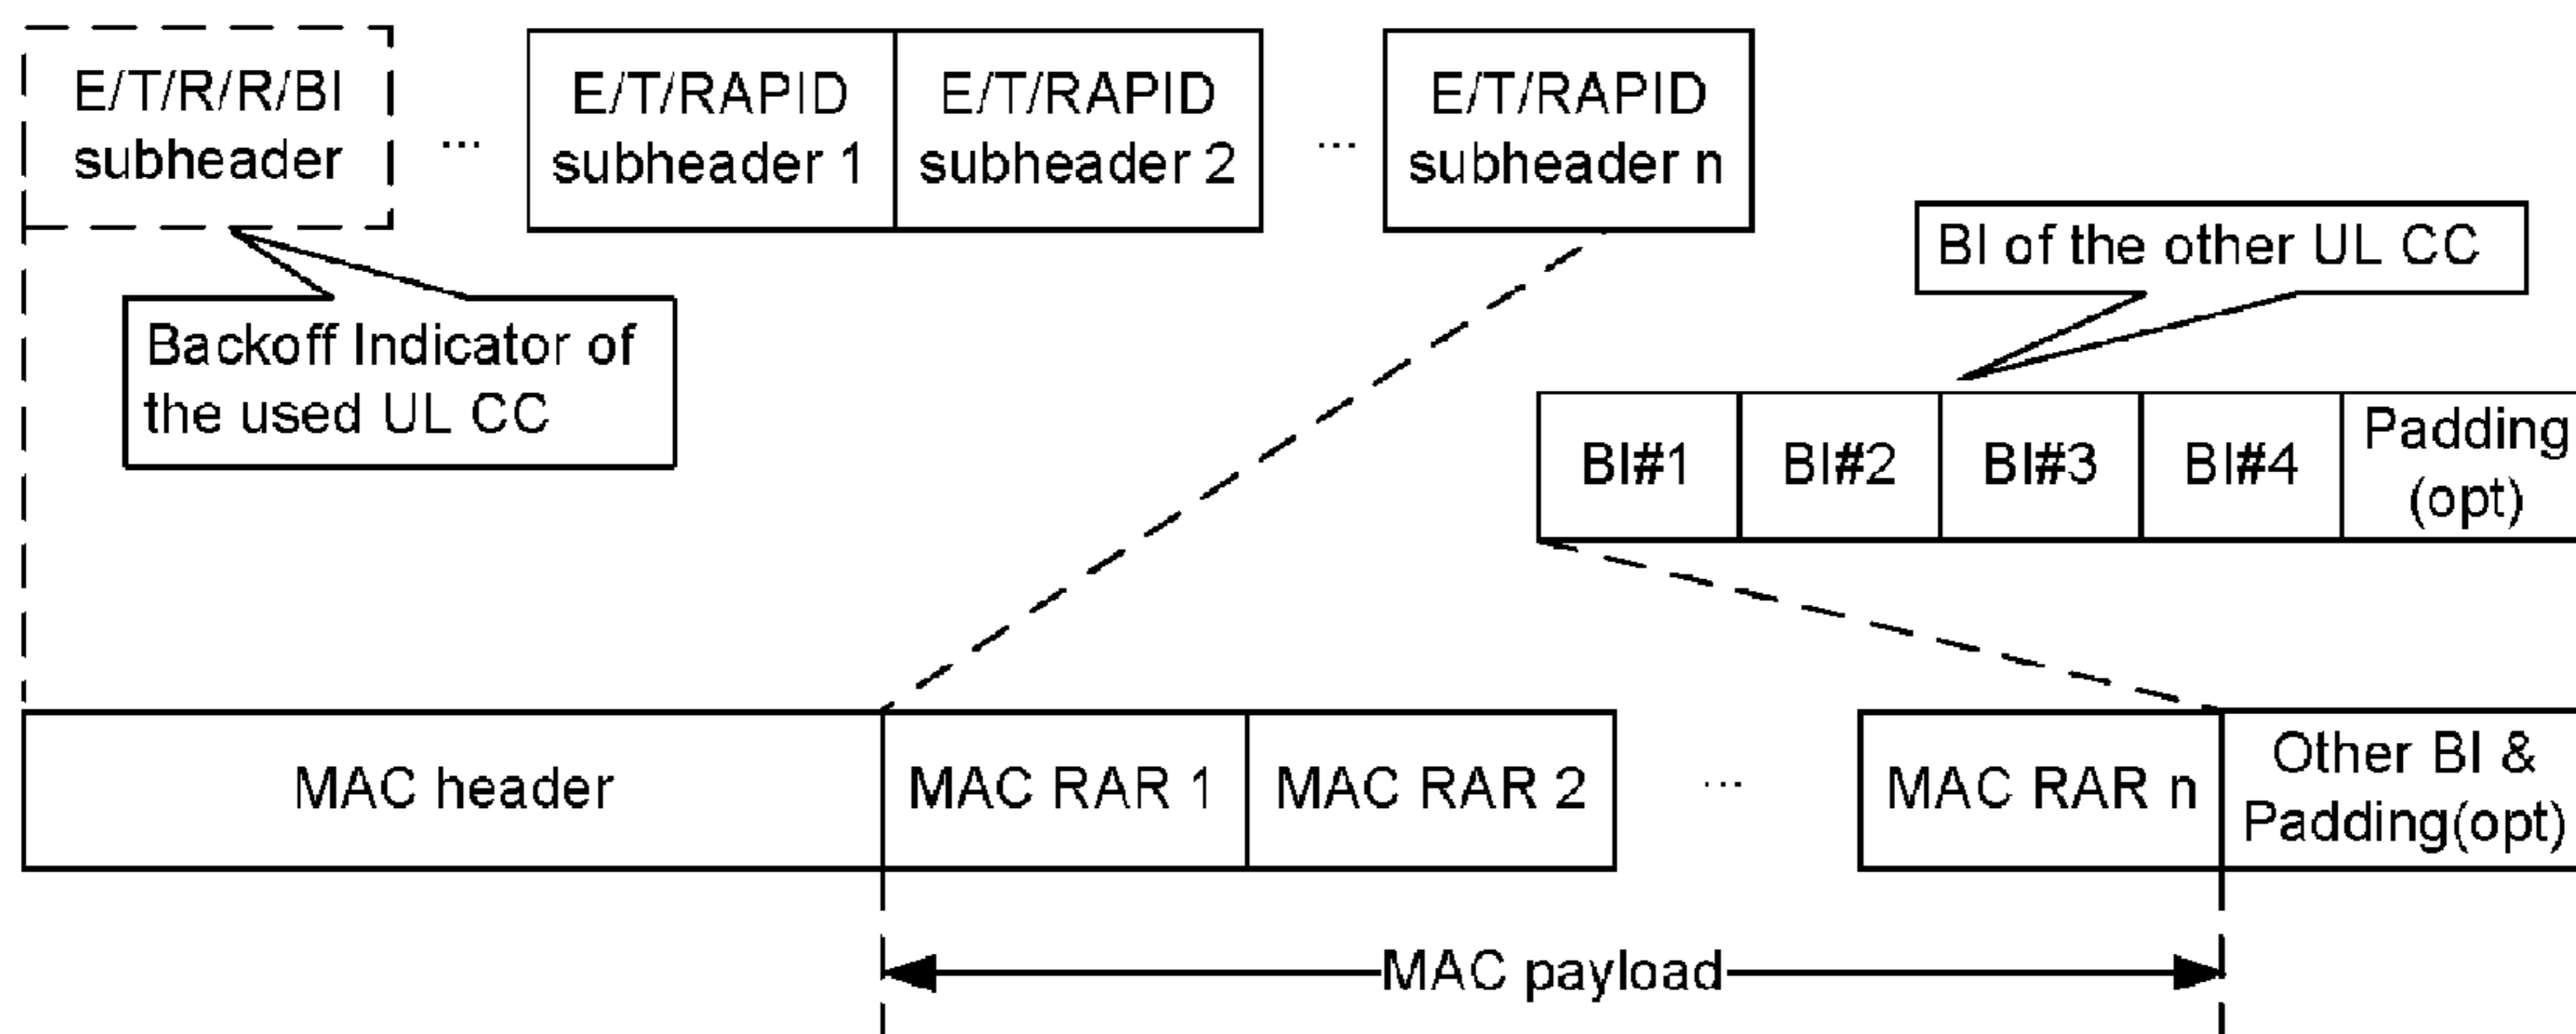 E/T/R/R/BI
subheader
...
E/T/RAPID
subheader 1
E/T/RAPID
subheader 2
...
E/T/RAPID
subheader n
Backoff Indicator of
the used UL CC
BI of the other UL CC
BI#1
BI#2
BI#3
BI#4
Padding
(opt)
MAC header
MAC RAR 1
MAC RAR 2
...
MAC RAR n
Other BI &
Padding(opt)
MAC payload